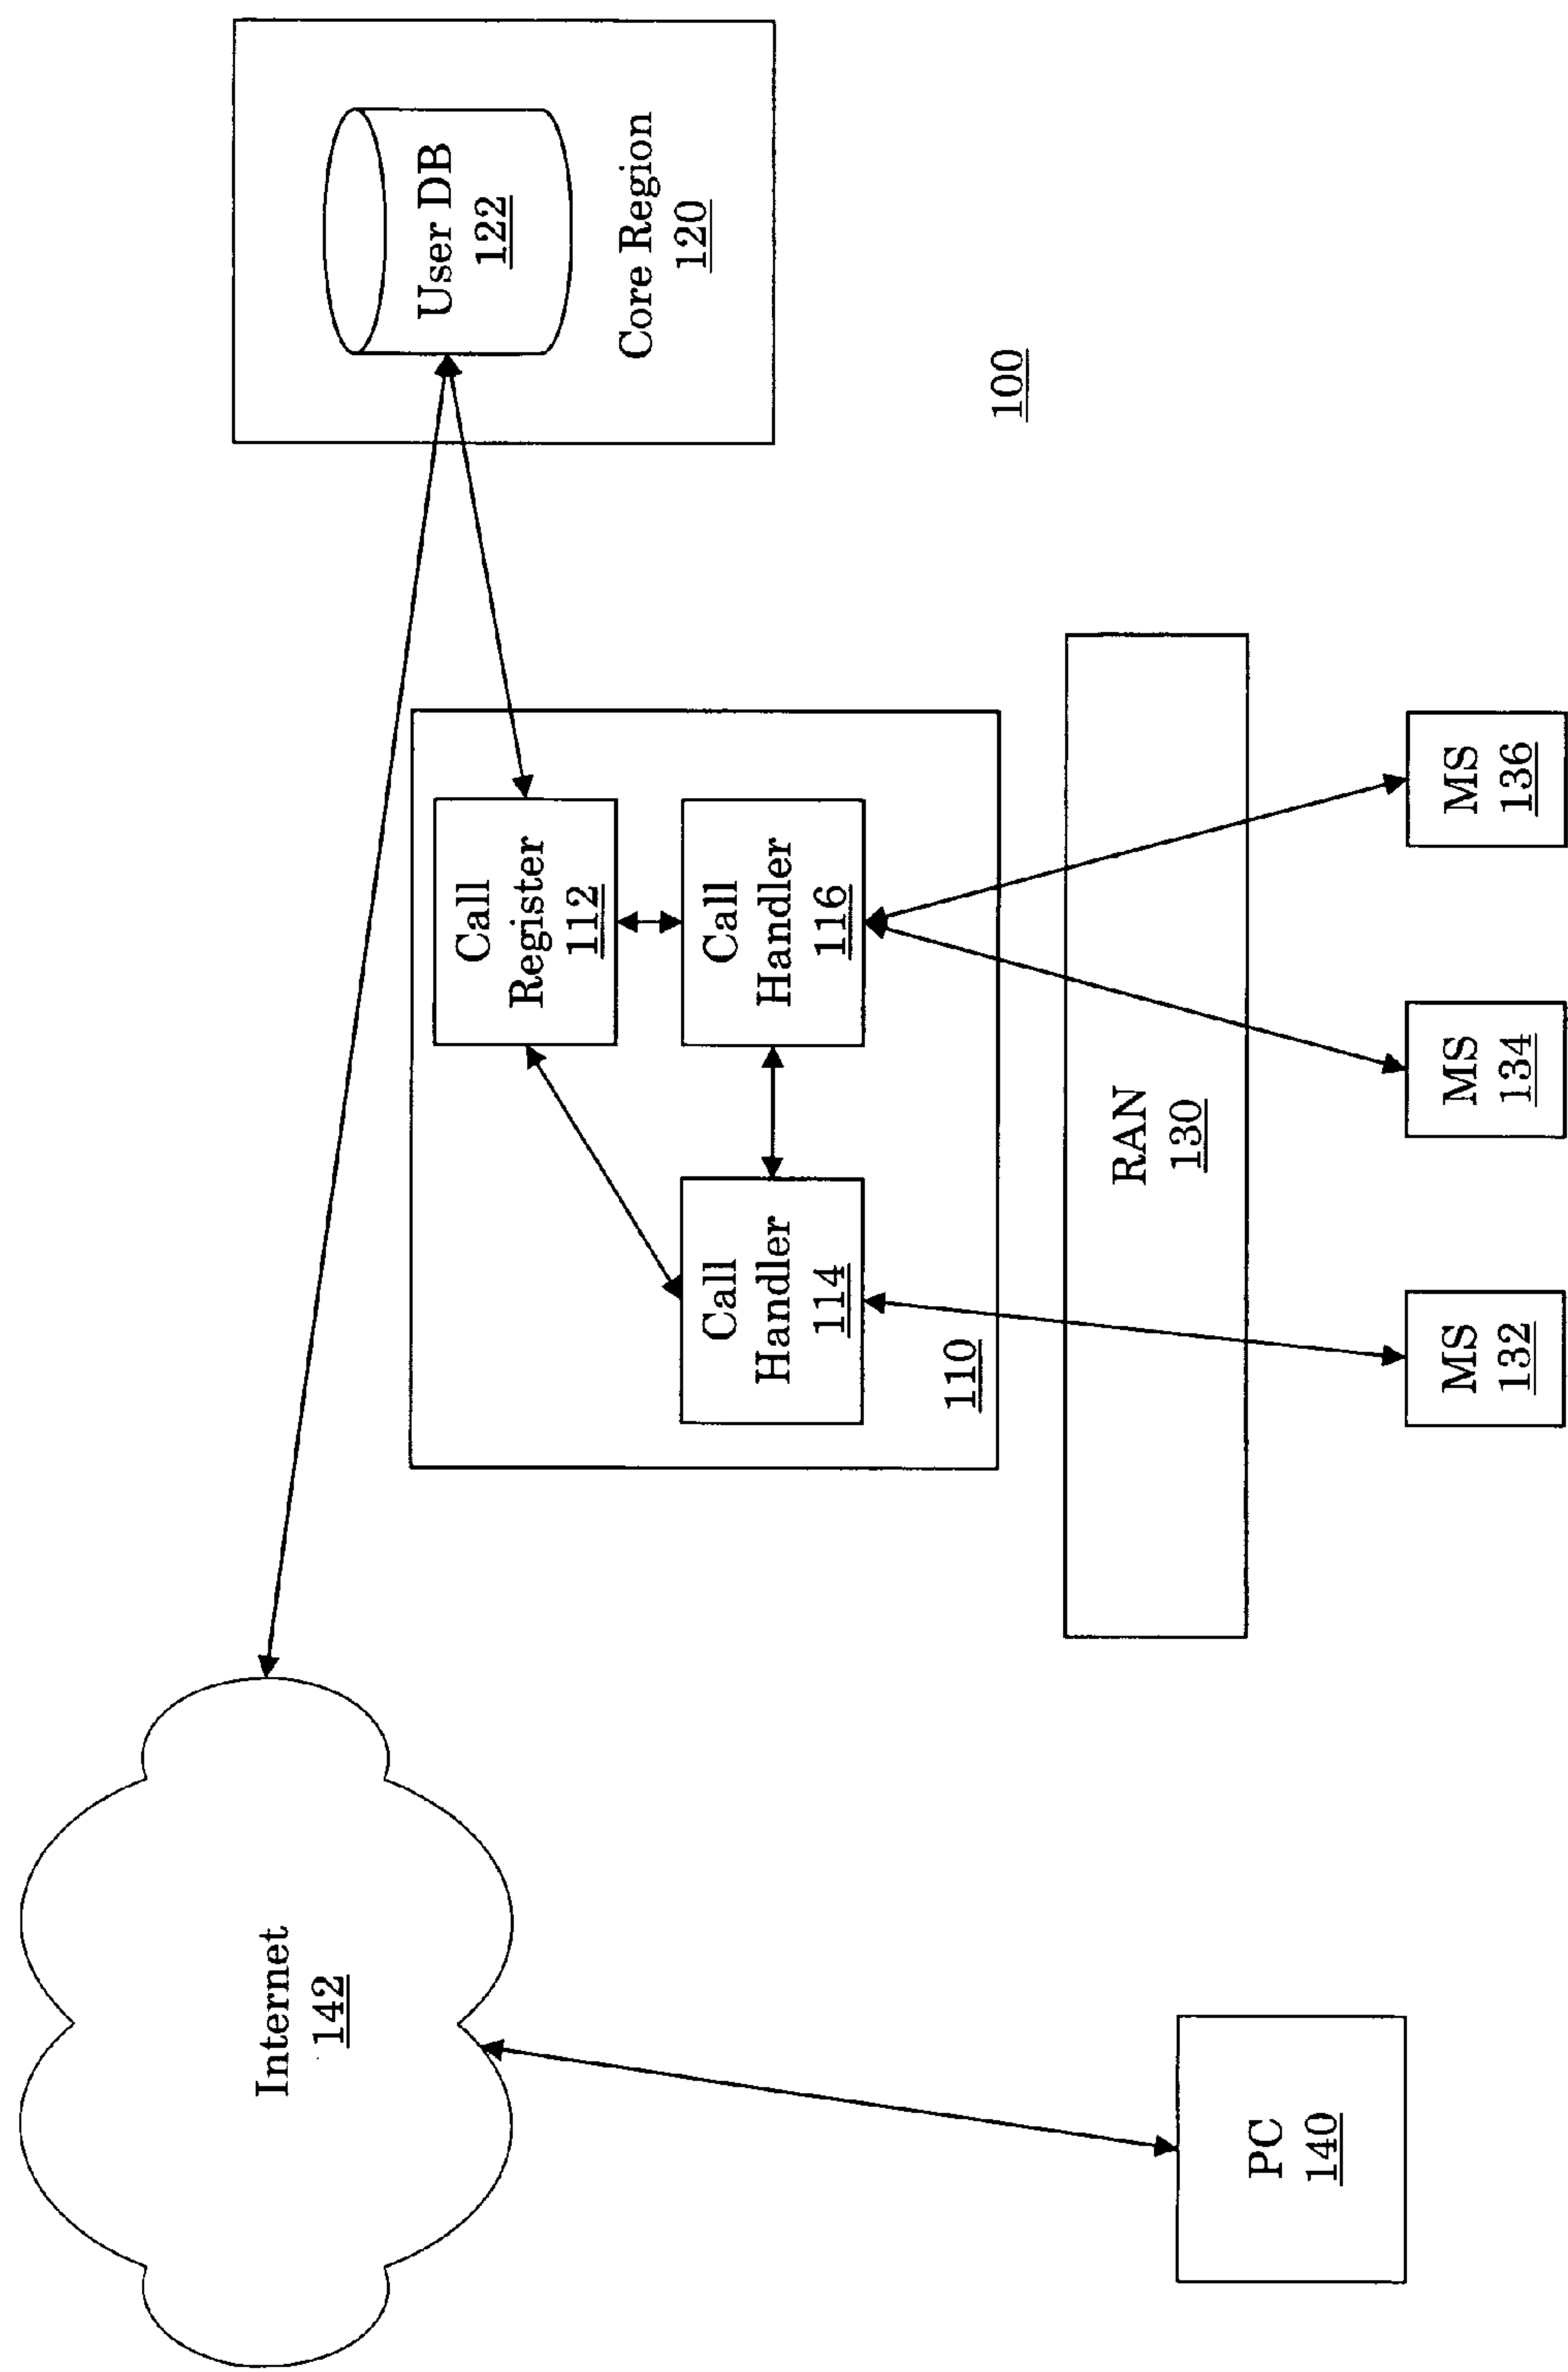 Internet
142
User DB
122
Core Region
120
Call
Register
112
Call
Handler
114
Call
Handler
116
110
100
RAN
130
PC
140
MS
132
MS
134
MS
136